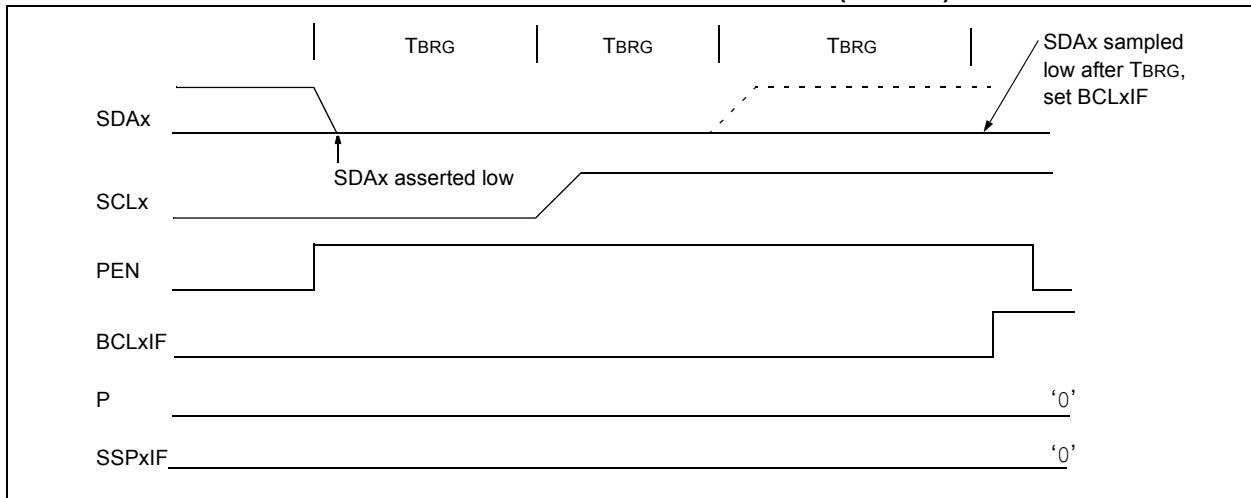 TBRG
TBRG
TBRG
SDAx sampled
low after TBRG,
set BCLxIF
SDAx
SDAx asserted low
SCLx
PEN
BCLxIF
P
‘0’
SSPxIF
‘0’